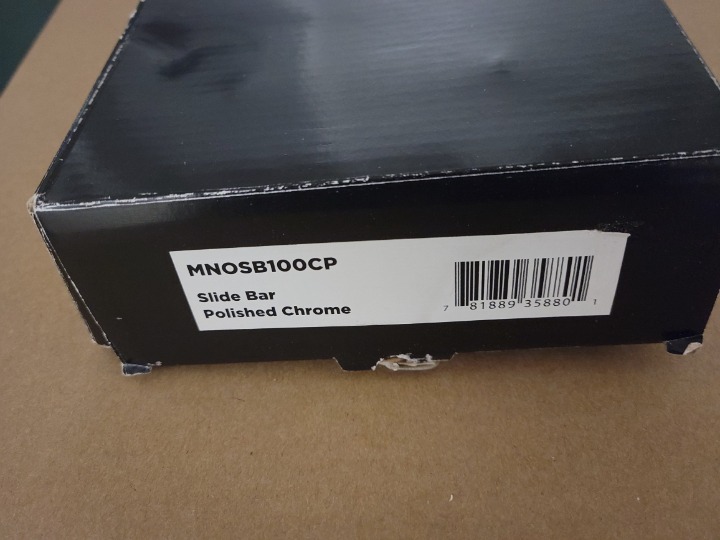 MNOSB100CP
Slide Bar
Polished Chrome
7 81889 35880 1